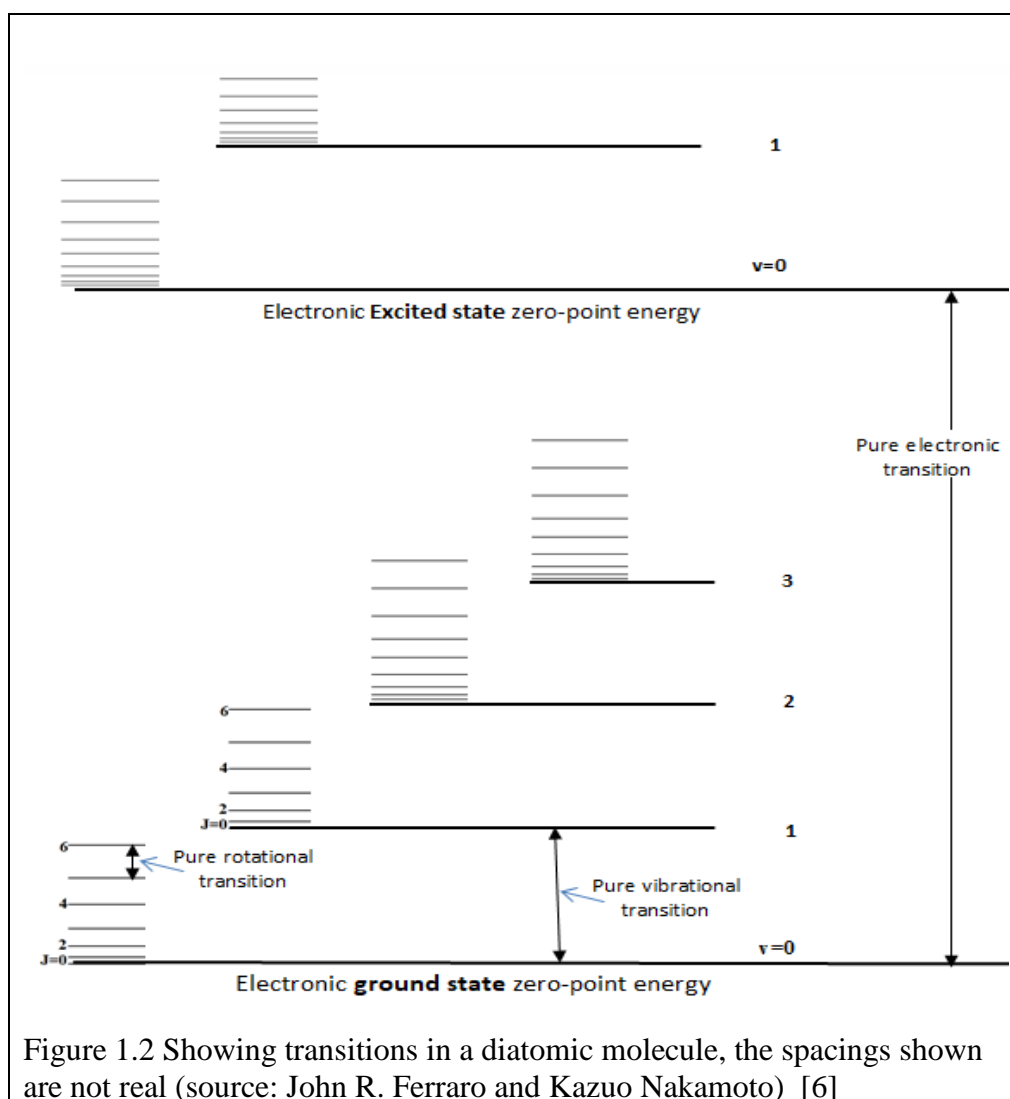 1
v=0
Electronic Excited state zero-point energy
Pure electronic
transition
3
2
6
4
2
J=0
1
6
Pure rotational
transition
4
Pure vibrational
transition
2
J=0
v=0
Electronic ground state zero-point energy
Figure 1.2 Showing transitions in a diatomic molecule, the spacings shown
are not real (source: John R. Ferraro and Kazuo Nakamoto) [6]